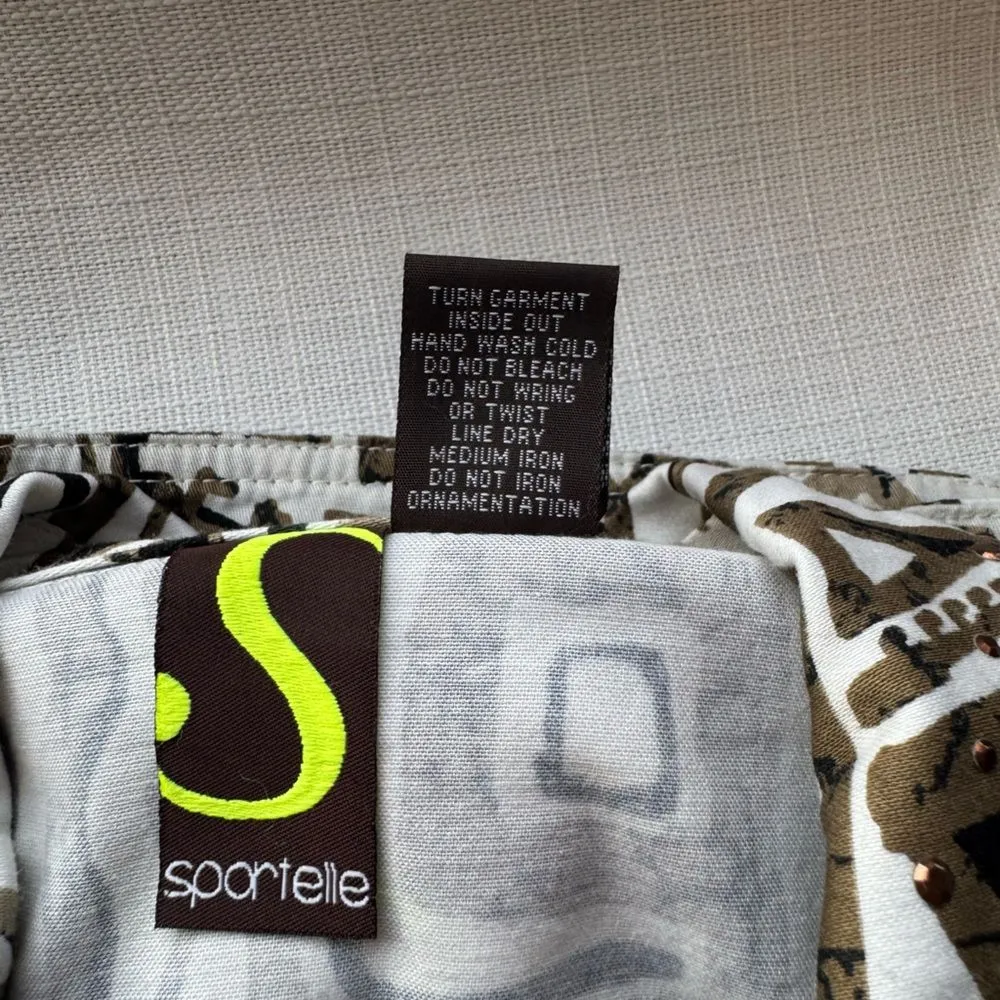 TURN GARMENT
INSIDE OUT
HAND WASH COLD
DO NOT BLEACH
DO NOT WRING
OR TWIST
LINE DRY
MEDIUM IRON
DO NOT IRON
ORNAMENTATION
S
sportelle